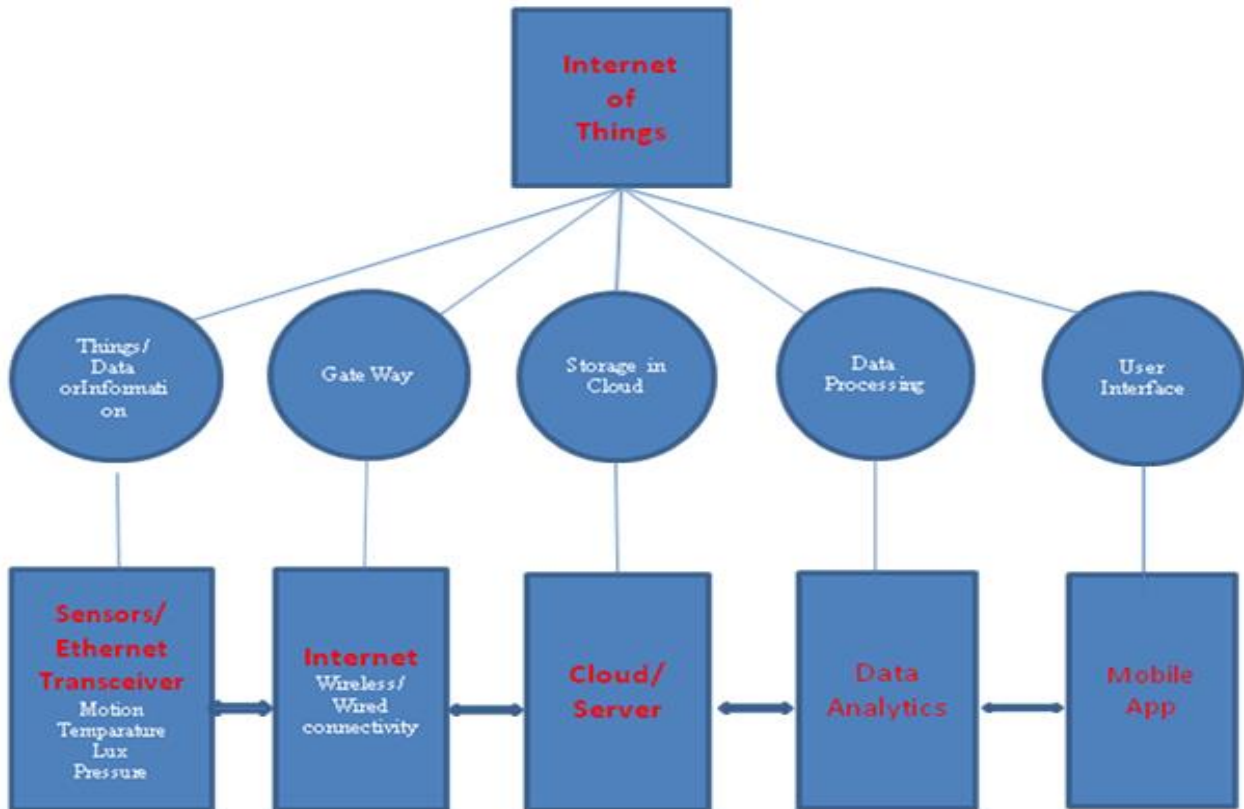 Internet
of
Things
Things/
Data
orInformati
on
Gate Way
Storage in
Cloud
Data
Processing
User
Interface
Sensors/
Ethernet
Transceiver
Motion
Temparature
Lux
Pressure
Internet
Wireless/
Wired
connectivity
Cloud/
Server
Data
Analytics
Mobile
App